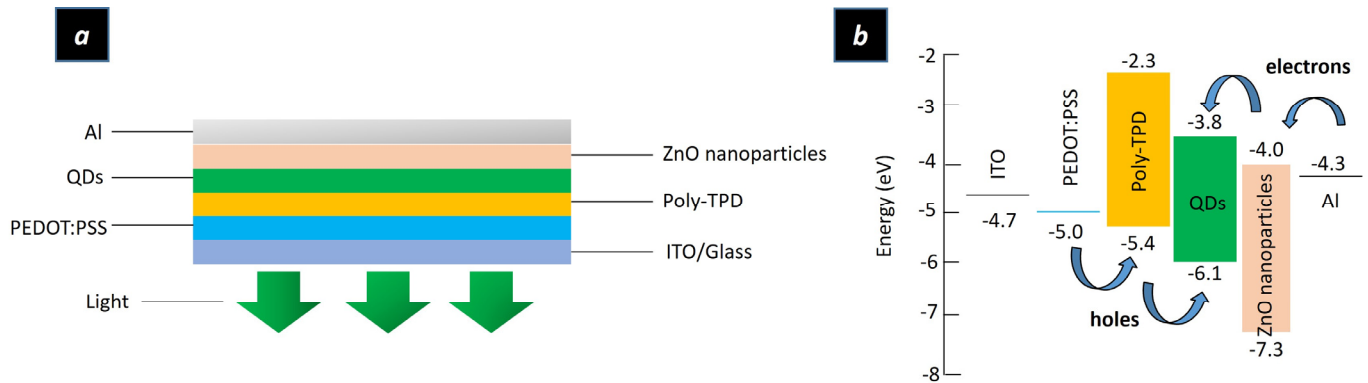 a
Al
QDs
PEDOT:PSS
Light
ZnO nanoparticles
Poly-TPD
ITO/Glass
b
Energy (eV)
-2
-3
-4
-5
-6
-7
-8
ITO
-4.7
PEDOT:PSS
-5.0
-2.3
Poly-TPD
-5.4
-3.8
QDs
-6.1
-4.0
ZnO nanoparticles
-7.3
-4.3
Al
electrons
holes